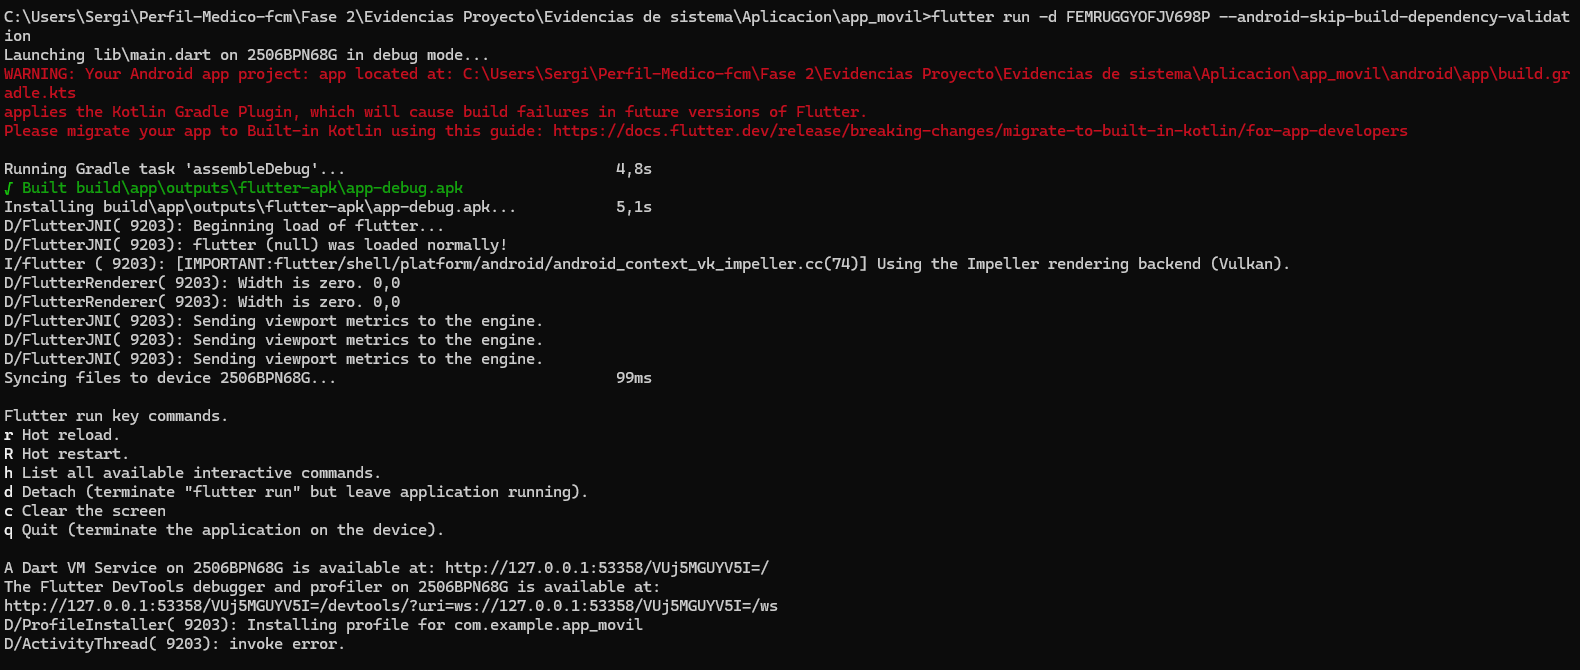 C:\Users\Sergi\Perfil-Medico-fcm\Fase 2\Evidencias Proyecto\Evidencias de sistema\Aplicacion\app_movil>flutter run -d FEMRUGGYOFJV698P --android-skip-build-dependency-validat
ion
Launching lib\main.dart on 2506BPN68G in debug mode...
WARNING: Your Android app project: app located at: C:\Users\Sergi\Perfil-Medico-fcm\Fase 2\Evidencias Proyecto\Evidencias de sistema\Aplicacion\app_movil\android\app\build.gr
adle.kts
applies the Kotlin Gradle Plugin, which will cause build failures in future versions of Flutter.
Please migrate your app to Built-in Kotlin using this guide: https://docs.flutter.dev/release/breaking-changes/migrate-to-built-in-kotlin/for-app-developers

Running Gradle task 'assembleDebug'...                              4,8s
√ Built build\app\outputs\flutter-apk\app-debug.apk
Installing build\app\outputs\flutter-apk\app-debug.apk...           5,1s
D/FlutterJNI( 9203): Beginning load of flutter...
D/FlutterJNI( 9203): flutter (null) was loaded normally!
I/flutter ( 9203): [IMPORTANT:flutter/shell/platform/android/android_context_vk_impeller.cc(74)] Using the Impeller rendering backend (Vulkan).
D/FlutterRenderer( 9203): Width is zero. 0,0
D/FlutterRenderer( 9203): Width is zero. 0,0
D/FlutterJNI( 9203): Sending viewport metrics to the engine.
D/FlutterJNI( 9203): Sending viewport metrics to the engine.
D/FlutterJNI( 9203): Sending viewport metrics to the engine.
Syncing files to device 2506BPN68G...                               99ms

Flutter run key commands.
r Hot reload.
R Hot restart.
h List all available interactive commands.
d Detach (terminate "flutter run" but leave application running).
c Clear the screen
q Quit (terminate the application on the device).

A Dart VM Service on 2506BPN68G is available at: http://127.0.0.1:53358/VUj5MGUYV5I=/
The Flutter DevTools debugger and profiler on 2506BPN68G is available at:
http://127.0.0.1:53358/VUj5MGUYV5I=/devtools/?uri=ws://127.0.0.1:53358/VUj5MGUYV5I=/ws
D/ProfileInstaller( 9203): Installing profile for com.example.app_movil
D/ActivityThread( 9203): invoke error.